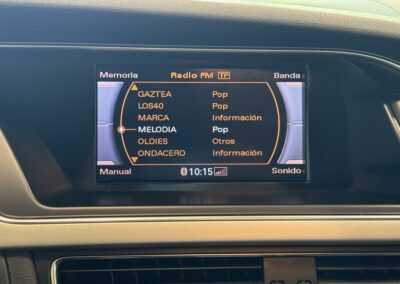 Memoria Radio FM TP Banda
GAZTEA Pop
LOS40 Pop
MARCA Información
MELODIA Pop
OLDIES Otros
ONDACERO Información
Manual 10:15 Sonido